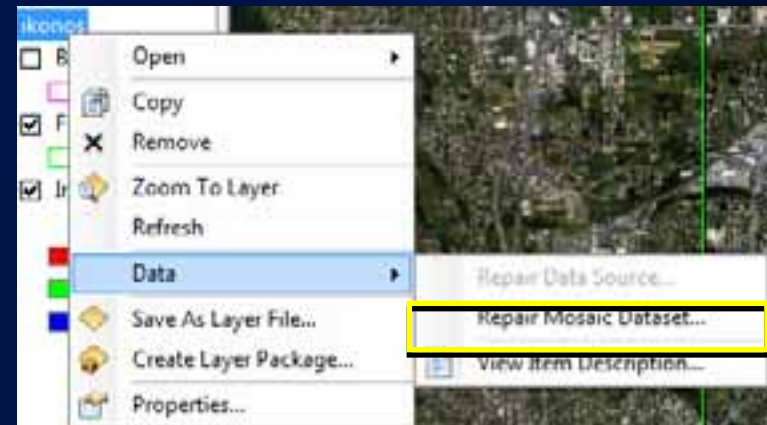 ikonos
B
F
Ir
Open
Copy
Remove
Zoom To Layer
Refresh
Data
Save As Layer File...
Create Layer Package...
Properties...
Repair Data Source...
Repair Mosaic Dataset...
View Item Description...